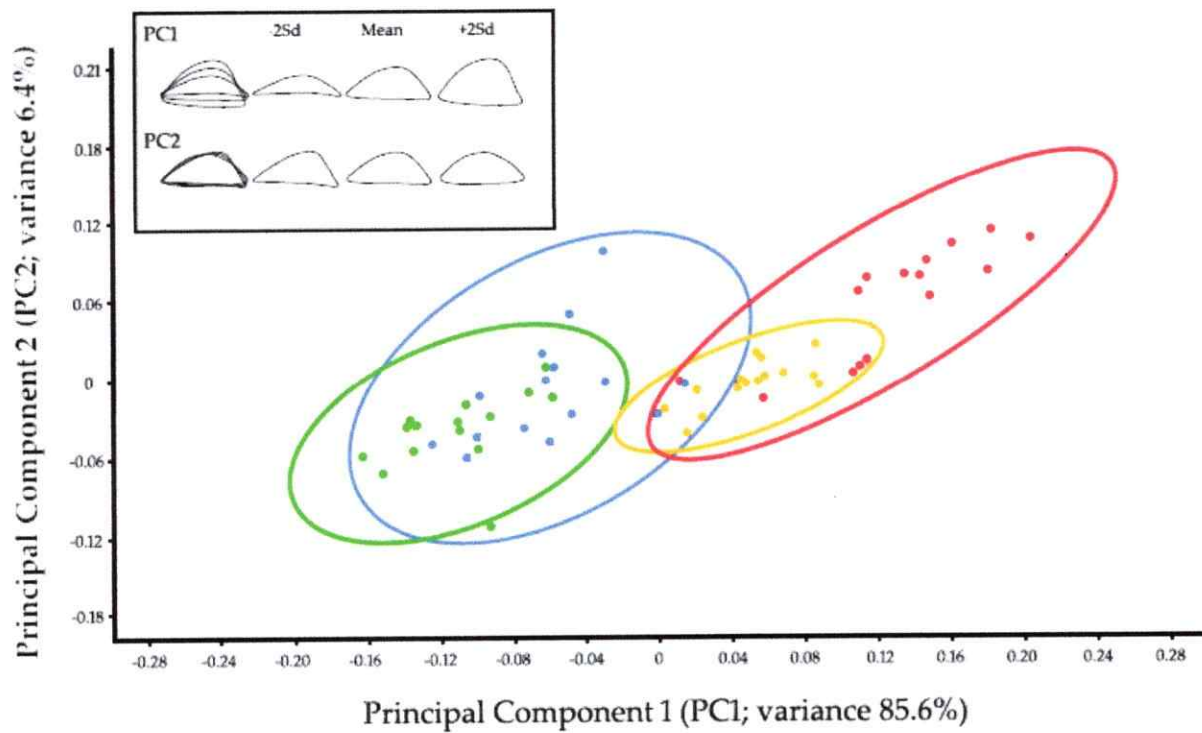 PC1 -2Sd Mean +2Sd
PC2
Principal Component 2 (PC2; variance 6.4%)
0.21
0.18
0.12
0.06
0
-0.06
-0.12
-0.18
-0.28 -0.24 -0.20 -0.16 -0.12 -0.08 -0.04 0 0.04 0.08 0.12 0.16 0.20 0.24 0.28
Principal Component 1 (PC1; variance 85.6%)